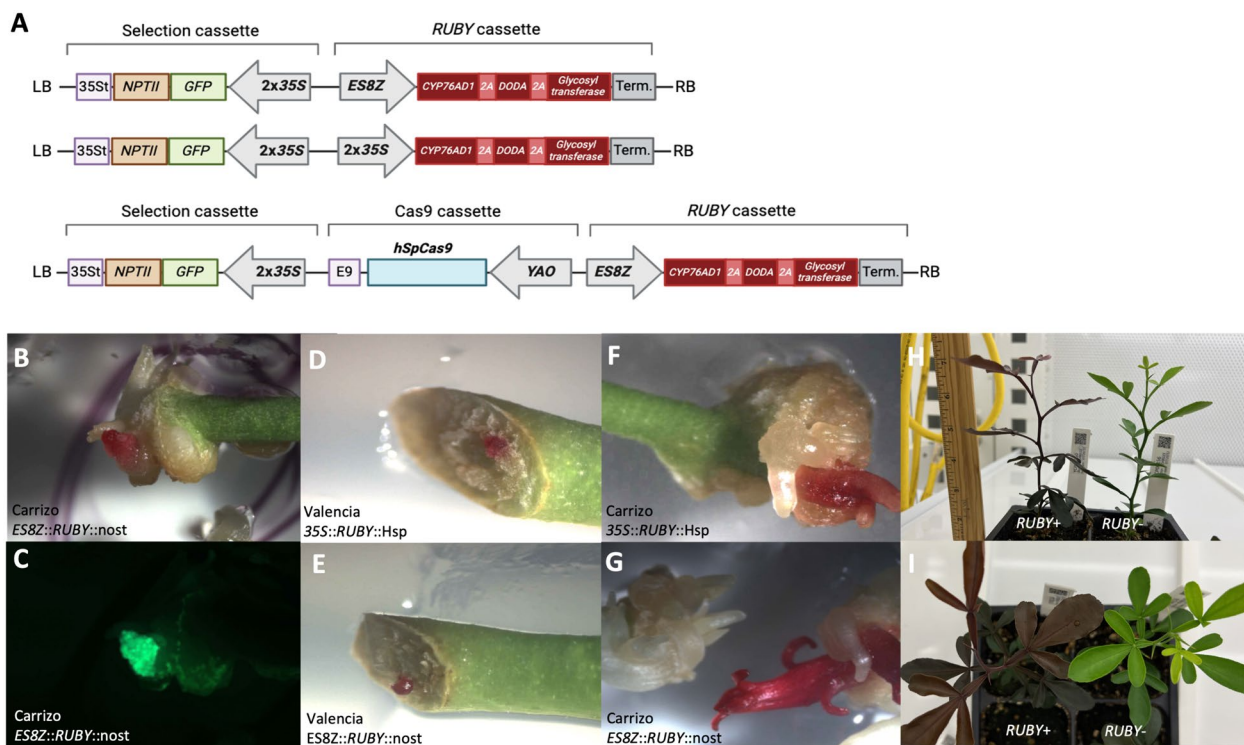 A
Selection cassette
RUBY cassette
LB
35St
NPTII
GFP
2x35S
ES8Z
CYP76AD1
2A
DODA
2A
Glycosyl
transferase
Term.
RB
LB
35St
NPTII
GFP
2x35S
2x35S
CYP76AD1
2A
DODA
2A
Glycosyl
transferase
Term.
RB
Selection cassette
Cas9 cassette
RUBY cassette
hSpCas9
LB
35St
NPTII
GFP
2x35S
E9
YAO
ES8Z
CYP76AD1
2A
DODA
2A
Glycosyl
transferase
Term.
RB
B
Carrizo
ES8Z::RUBY::nost
D
Valencia
35S::RUBY::Hsp
F
Carrizo
35S::RUBY::Hsp
H
RUBY+
RUBY-
C
Carrizo
ES8Z::RUBY::nost
E
Valencia
ES8Z::RUBY::nost
G
Carrizo
ES8Z::RUBY::nost
I
RUBY+
RUBY-